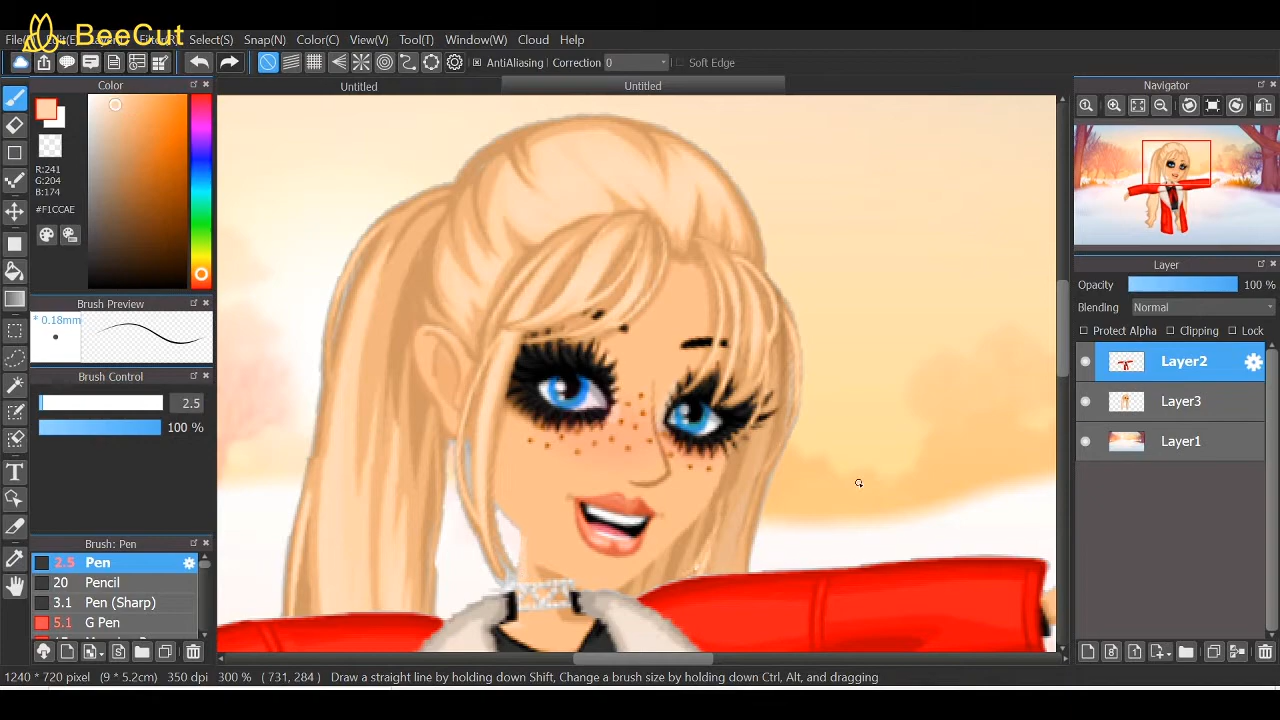 BeeCut
File( Edit(E) Layer(L) Filter(R) Select(S) Snap(N) Color(C) View(V) Tool(T) Window(W) Cloud Help
AntiAliasing Correction 0 Soft Edge
Color
Untitled Untitled
Navigator
R:241
G:204
B:174
#F1CCAE
Brush Preview
* 0.18mm
Brush Control
2.5
100 %
Brush: Pen
2.5 Pen
20 Pencil
3.1 Pen (Sharp)
5.1 G Pen
Layer
Opacity 100 %
Blending Normal
Protect Alpha Clipping Lock
Layer2
Layer3
Layer1
1240 * 720 pixel (9 * 5.2cm) 350 dpi 300 % ( 731, 284 ) Draw a straight line by holding down Shift, Change a brush size by holding down Ctrl, Alt, and dragging